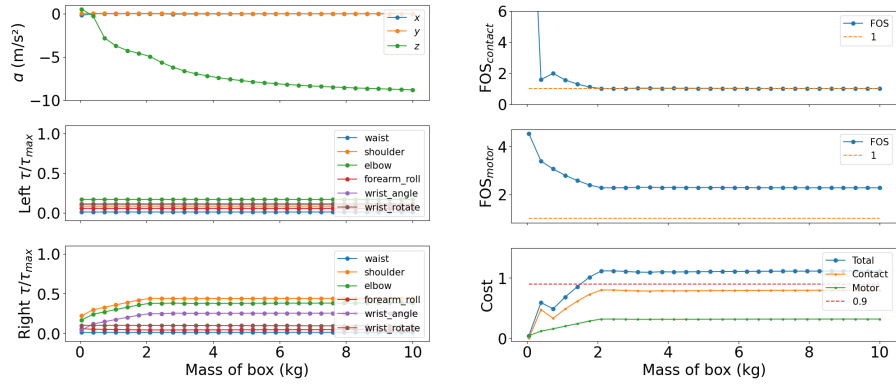 a (m/s²)
0
−5
−10
x
y
z
Left τ/τmax
1.0
0.5
0.0
waist
shoulder
elbow
forearm_roll
wrist_angle
wrist_rotate
Right τ/τmax
1.0
0.5
0.0
waist
shoulder
elbow
forearm_roll
wrist_angle
wrist_rotate
0 2 4 6 8 10
Mass of box (kg)
FOScontact
6
4
2
0
FOS
1
FOSmotor
4
2
FOS
1
Cost
1
0
Total
Contact
Motor
0.9
0 2 4 6 8 10
Mass of box (kg)